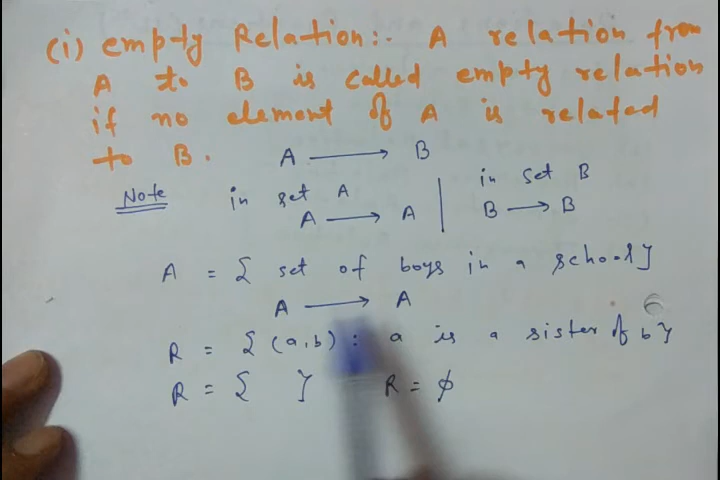 (i) empty Relation:- A relation from
A to B is called empty relation
if no element of A is related
to B.
A ⟶ B
Note in set A | in set B
A ⟶ A | B ⟶ B
A = { set of boys in a school}
A ⟶ A
R = { (a,b) : a is a sister of b}
R = { } R = ϕ